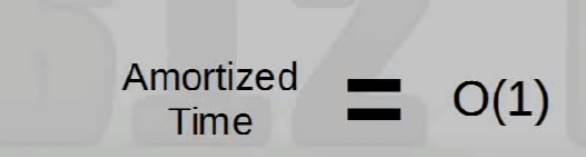 Amortized
Time = O(1)